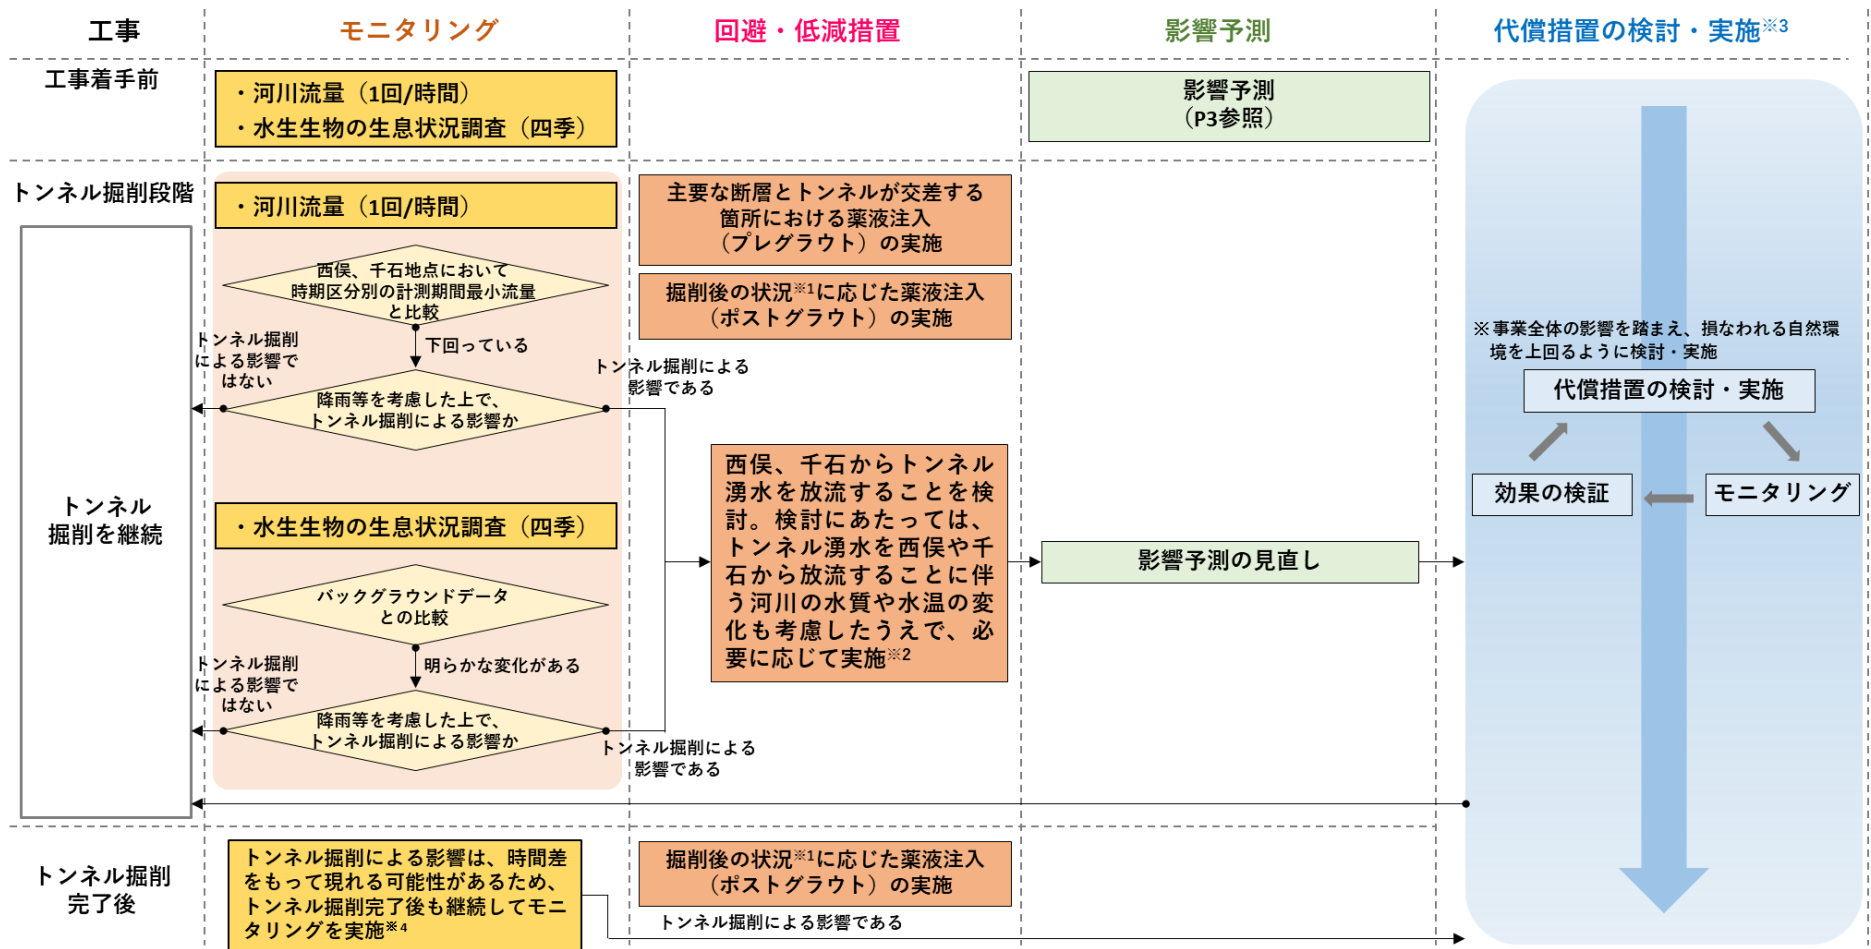 工事
モニタリング
回避・低減措置
影響予測
代償措置の検討・実施※3
工事着手前
・河川流量（1回/時間）
・水生生物の生息状況調査（四季）
影響予測
（P3参照）
トンネル掘削段階
・河川流量（1回/時間）
西俣、千石地点において
時期区分別の計測期間最小流量
と比較
下回っている
トンネル掘削
による影響で
はない
降雨等を考慮した上で、
トンネル掘削による影響か
トンネル掘削による
影響である
・水生生物の生息状況調査（四季）
バックグラウンドデータ
との比較
明らかな変化がある
トンネル掘削
による影響で
はない
降雨等を考慮した上で、
トンネル掘削による影響か
トンネル掘削による
影響である
トンネル
掘削を継続
主要な断層とトンネルが交差する
箇所における薬液注入
（プレグラウト）の実施
掘削後の状況※1に応じた薬液注入
（ポストグラウト）の実施
西俣、千石からトンネル
湧水を放流することを検
討。検討にあたっては、
トンネル湧水を西俣や千
石から放流することに伴
う河川の水質や水温の変
化も考慮したうえで、必
要に応じて実施※2
影響予測の見直し
※事業全体の影響を踏まえ、損なわれる自然環
境を上回るように検討・実施
代償措置の検討・実施
効果の検証
モニタリング
トンネル掘削
完了後
トンネル掘削による影響は、時間差
をもって現れる可能性があるため、
トンネル掘削完了後も継続してモニ
タリングを実施※4
掘削後の状況※1に応じた薬液注入
（ポストグラウト）の実施
トンネル掘削による影響である